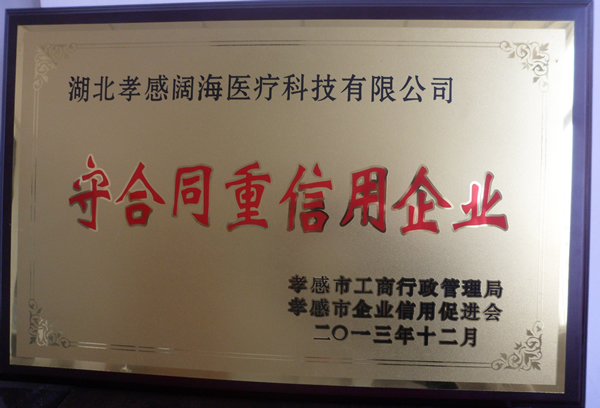 湖北孝感阔海医疗科技有限公司
守合同重信用企业
孝感市工商行政管理局
孝感市企业信用促进会
二〇一三年十二月